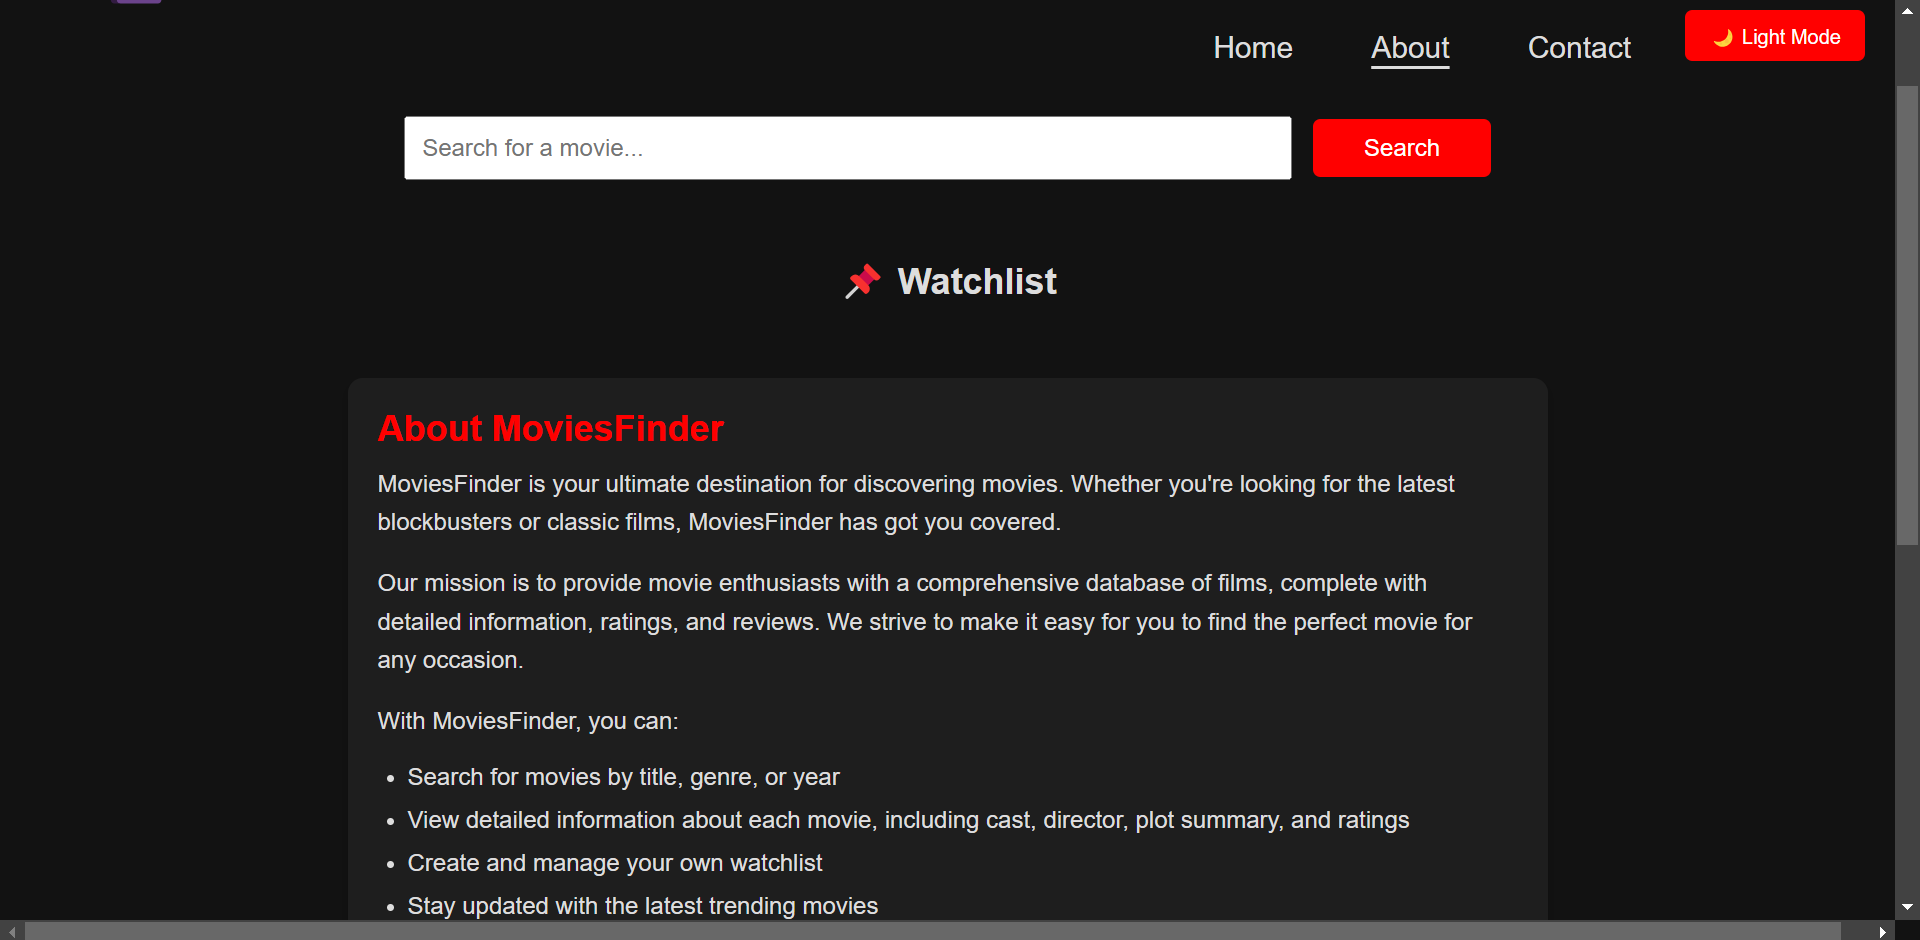 Home About Contact 🌙 Light Mode
Search for a movie... Search
📌 Watchlist
About MoviesFinder
MoviesFinder is your ultimate destination for discovering movies. Whether you're looking for the latest
blockbusters or classic films, MoviesFinder has got you covered.
Our mission is to provide movie enthusiasts with a comprehensive database of films, complete with
detailed information, ratings, and reviews. We strive to make it easy for you to find the perfect movie for
any occasion.
With MoviesFinder, you can:
• Search for movies by title, genre, or year
• View detailed information about each movie, including cast, director, plot summary, and ratings
• Create and manage your own watchlist
• Stay updated with the latest trending movies